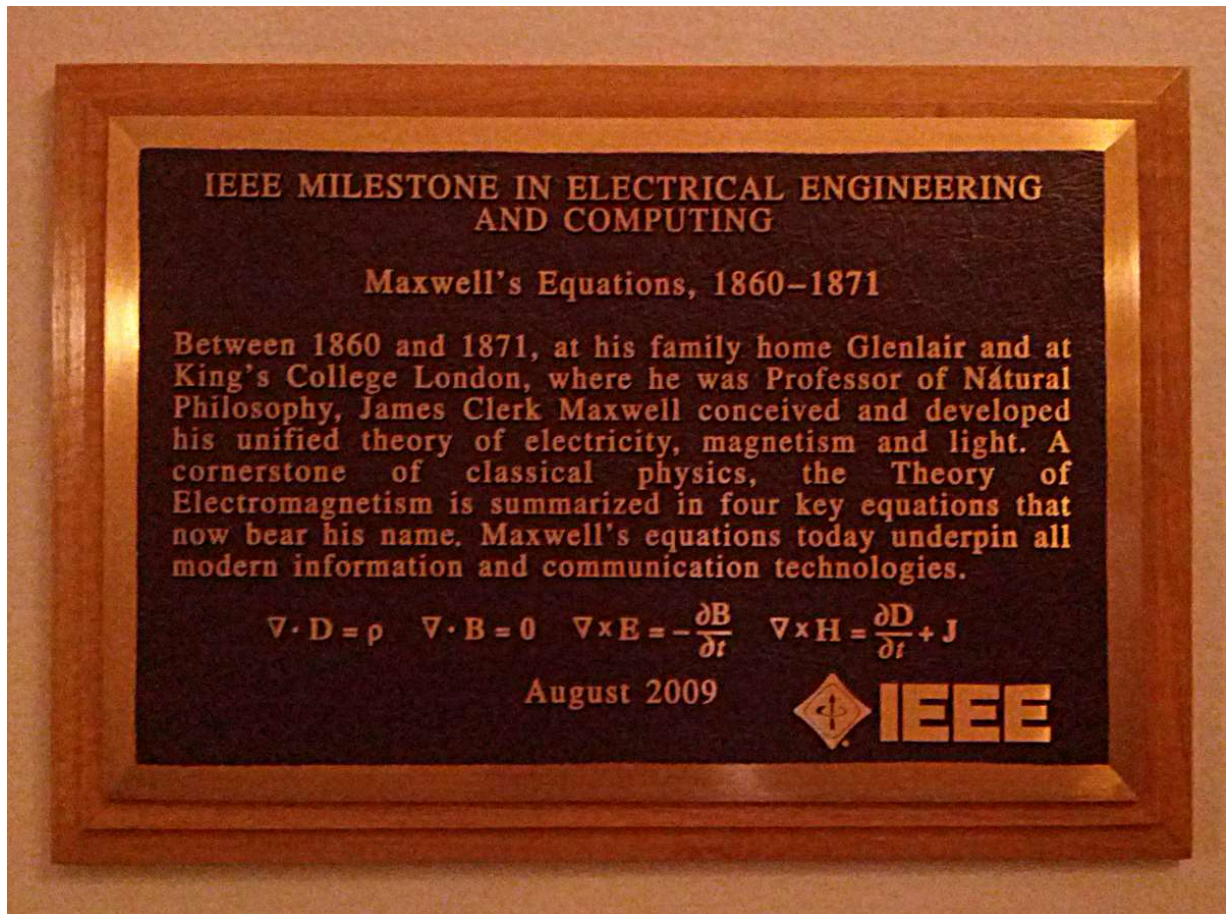 IEEE MILESTONE IN ELECTRICAL ENGINEERING
AND COMPUTING
Maxwell's Equations, 1860–1871
Between 1860 and 1871, at his family home Glenlair and at
King's College London, where he was Professor of Nátural
Philosophy, James Clerk Maxwell conceived and developed
his unified theory of electricity, magnetism and light. A
cornerstone of classical physics, the Theory of
Electromagnetism is summarized in four key equations that
now bear his name. Maxwell's equations today underpin all
modern information and communication technologies.
∇ · D = ρ ∇ · B = 0 ∇ × E = −∂B/∂t ∇ × H = ∂D/∂t + J
August 2009
IEEE